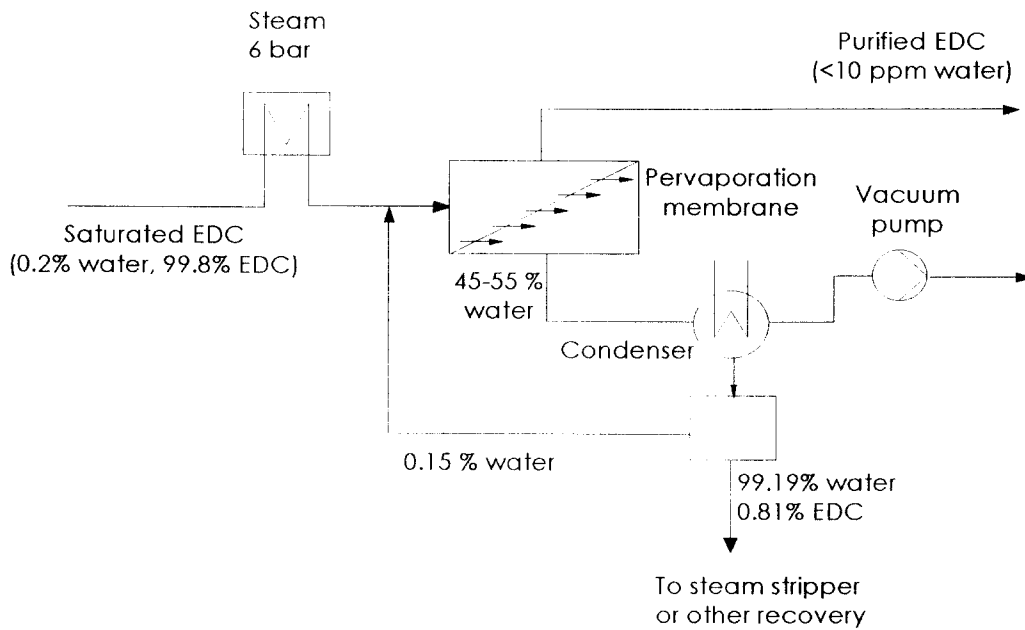 Steam
6 bar
Purified EDC
(<10 ppm water)
Pervaporation
membrane
Vacuum
pump
Saturated EDC
(0.2% water, 99.8% EDC)
45-55 %
water
Condenser
0.15 % water
99.19% water
0.81% EDC
To steam stripper
or other recovery